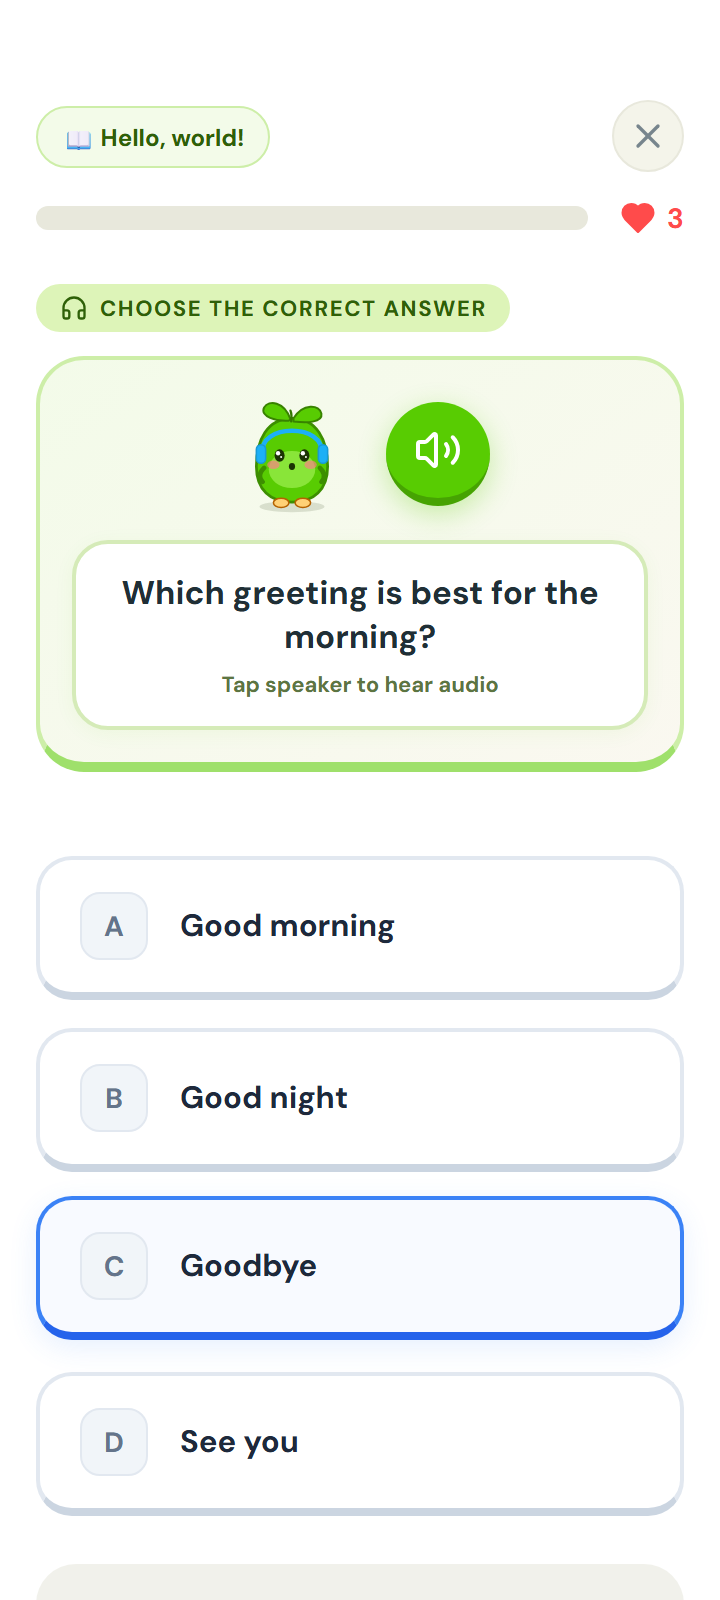 📖 Hello, world!
3
CHOOSE THE CORRECT ANSWER
Which greeting is best for the
morning?
Tap speaker to hear audio
A Good morning
B Good night
C Goodbye
D See you